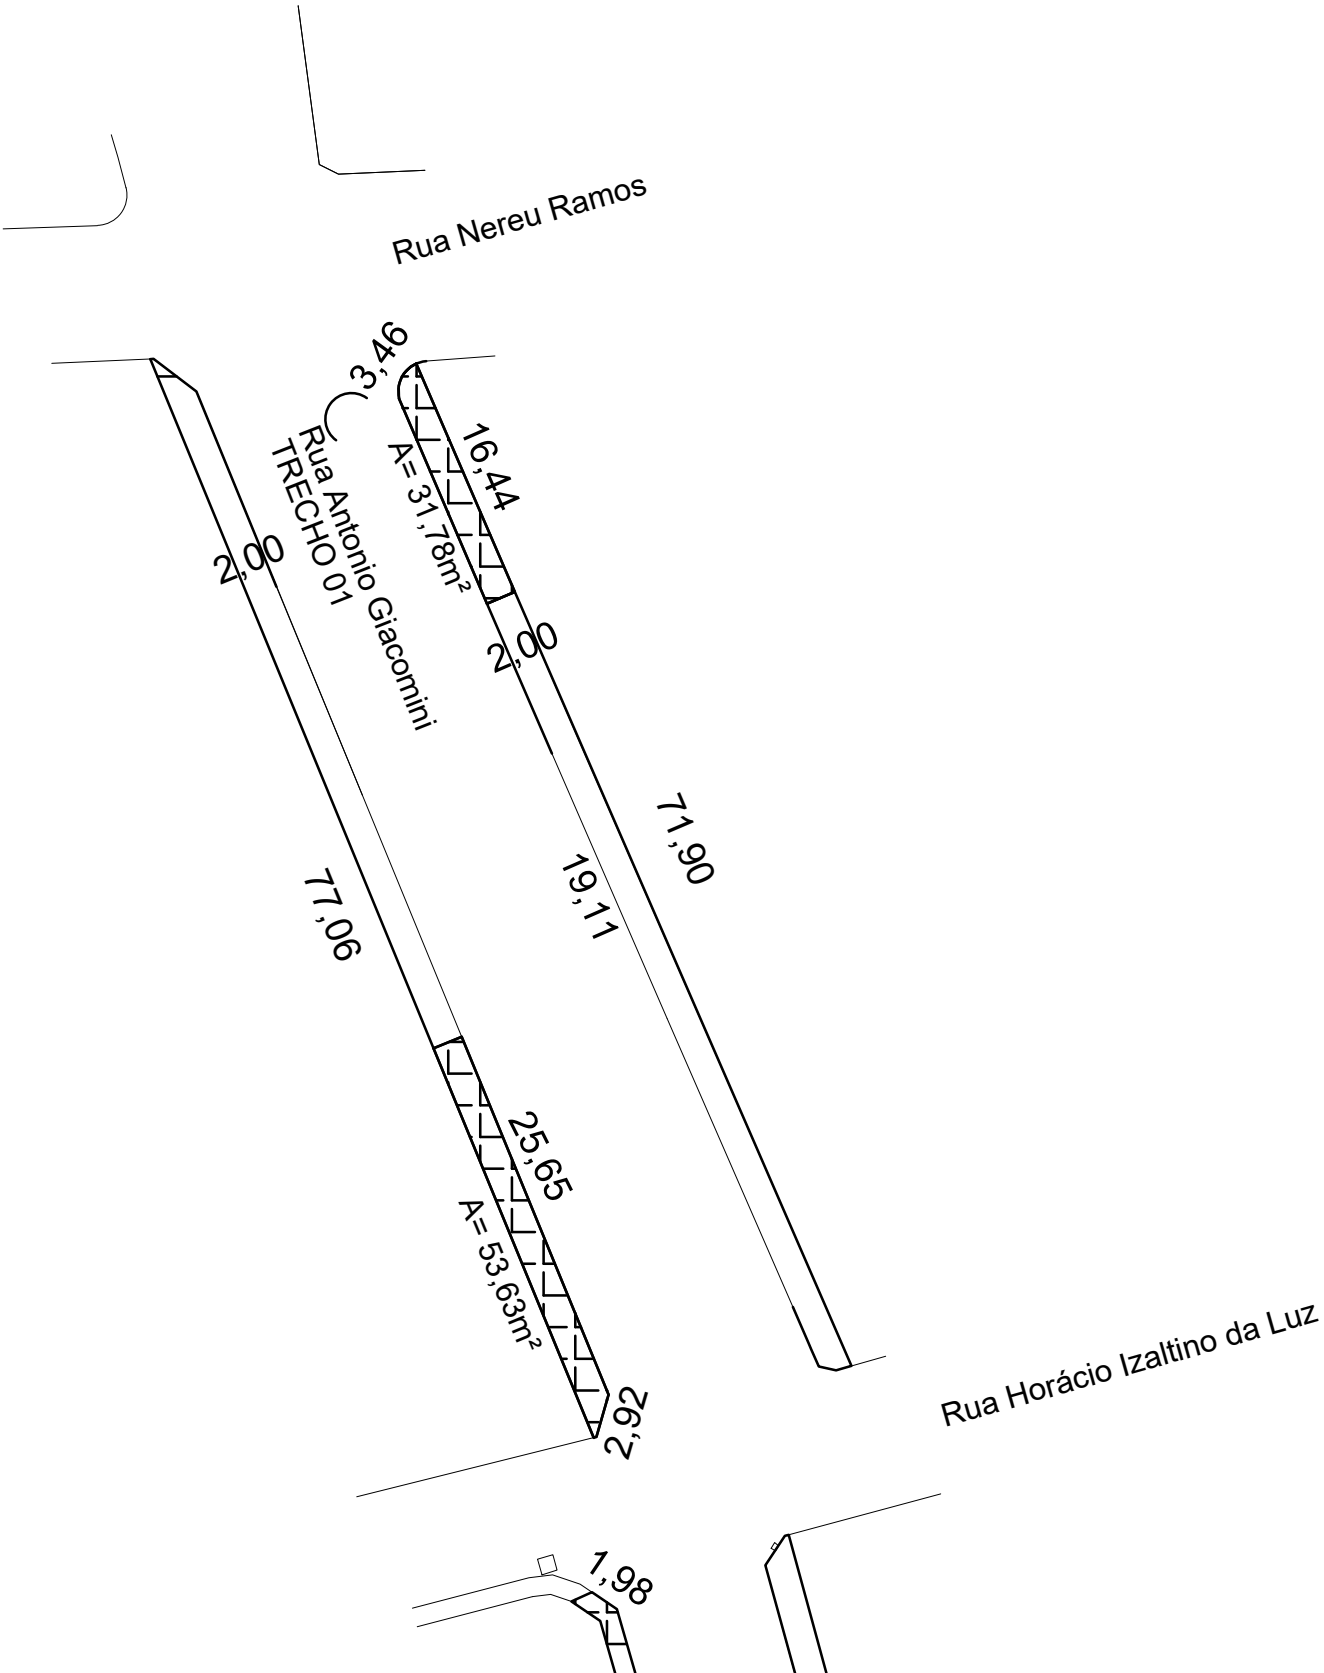 Rua Nereu Ramos
3,46
16,44
A= 31,78m²
Rua Antonio Giacomini
TRECHO 01
2,00
2,00
71,90
19,11
77,06
25,65
A= 53,63m²
2,92
Rua Horácio Izaltino da Luz
1,98